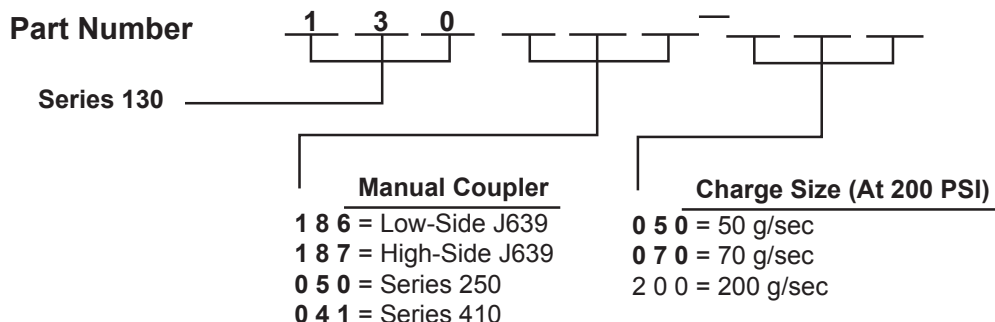 Part Number 1 3 0 —
Series 130
Manual Coupler
1 8 6 = Low-Side J639
1 8 7 = High-Side J639
0 5 0 = Series 250
0 4 1 = Series 410
Charge Size (At 200 PSI)
0 5 0 = 50 g/sec
0 7 0 = 70 g/sec
2 0 0 = 200 g/sec